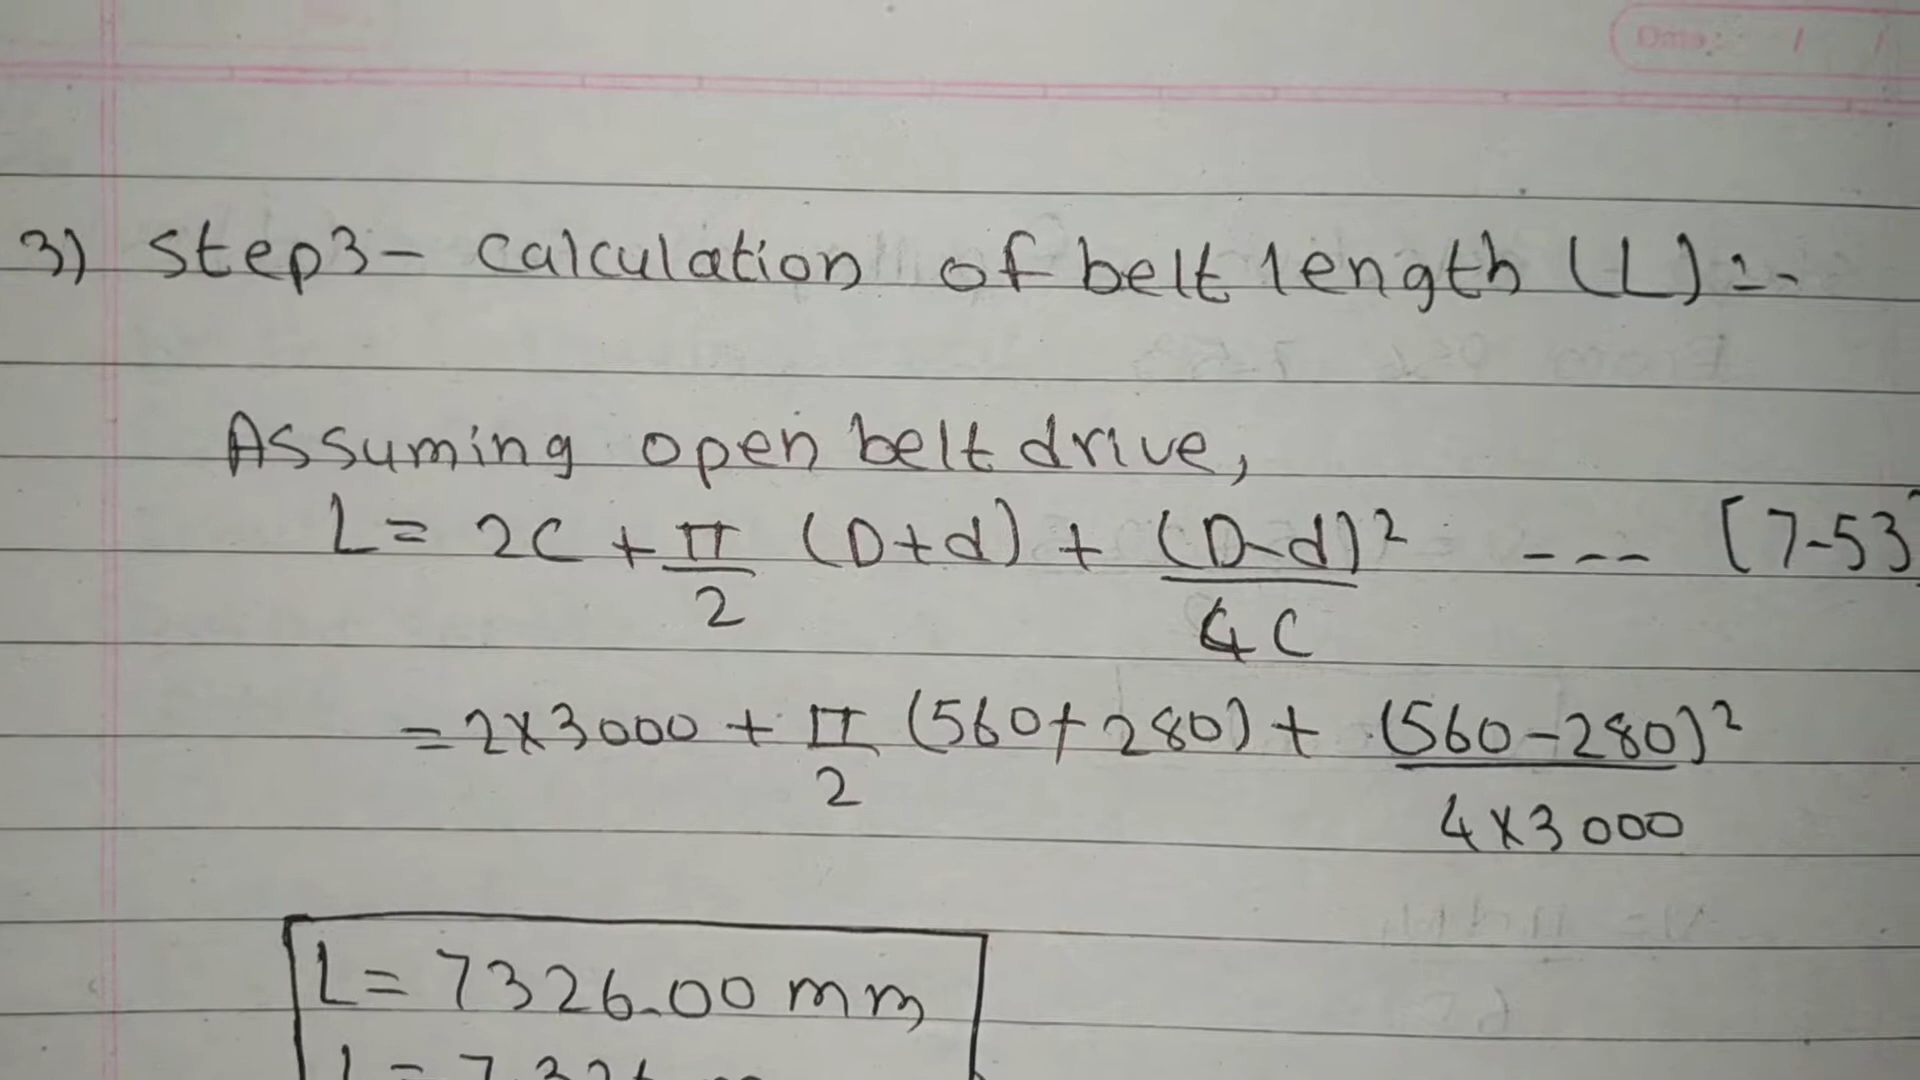 Date: / /
3) Step3- Calculation of belt length (L):-
Assuming open belt drive,
L = 2C + π/2 (D+d) + (D-d)²/4C --- [7-53]
= 2×3000 + π/2 (560+280) + (560-280)²/4×3000
L = 7326.00 mm